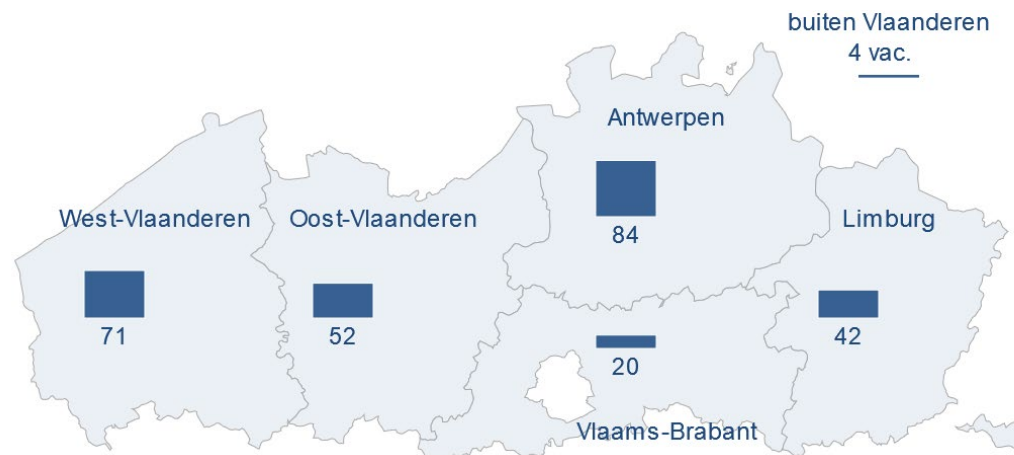 buiten Vlaanderen
4 vac.
Antwerpen
84
West-Vlaanderen
71
Oost-Vlaanderen
52
Limburg
42
20
Vlaams-Brabant